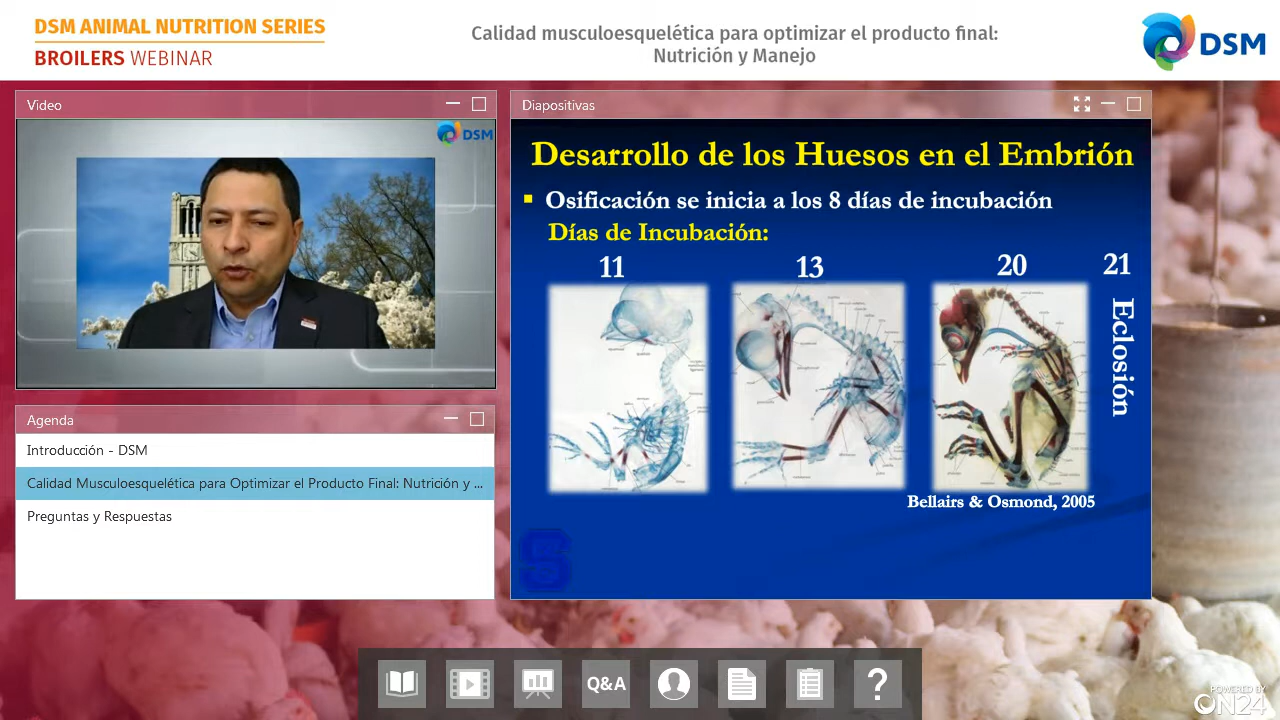 DSM ANIMAL NUTRITION SERIES
BROILERS WEBINAR
Calidad musculoesquelética para optimizar el producto final:
Nutrición y Manejo
DSM
Video
DSM
Agenda
Introducción - DSM
Calidad Musculoesquelética para Optimizar el Producto Final: Nutrición y ...
Preguntas y Respuestas
Diapositivas
Desarrollo de los Huesos en el Embrión
Osificación se inicia a los 8 días de incubación
Días de Incubación:
11 13 20 21
Eclosión
Bellairs & Osmond, 2005
S
Q&A
?
POWERED BY
ON24